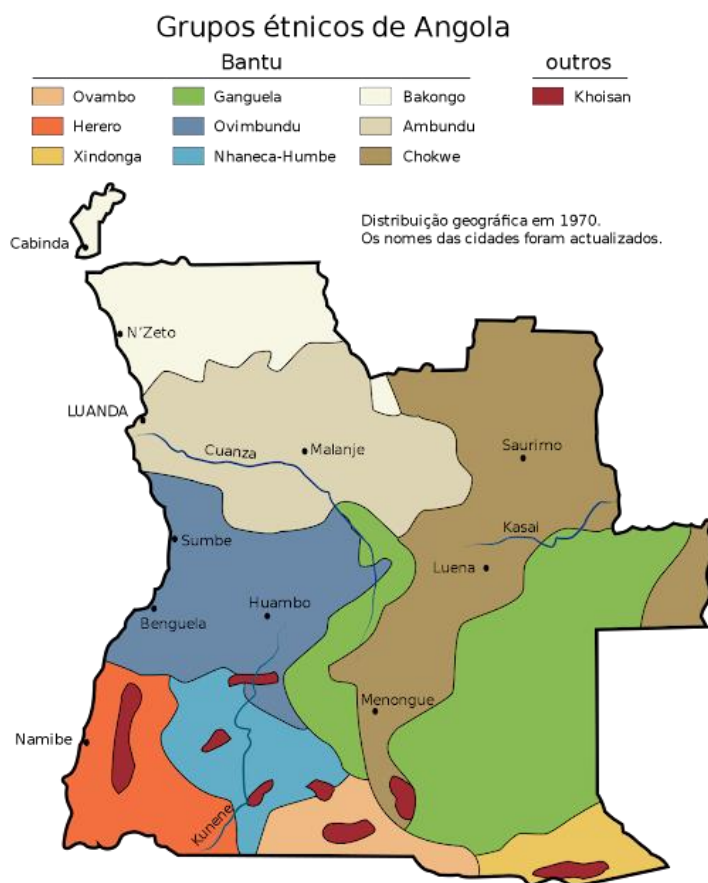 Grupos étnicos de Angola
Bantu
outros
Ovambo
Ganguela
Bakongo
Khoisan
Herero
Ovimbundu
Ambundu
Xindonga
Nhaneca-Humbe
Chokwe
Distribuição geográfica em 1970.
Os nomes das cidades foram actualizados.
Cabinda
N'Zeto
LUANDA
Cuanza
Malanje
Saurimo
Kasai
Sumbe
Luena
Huambo
Benguela
Menongue
Namibe
Kunene